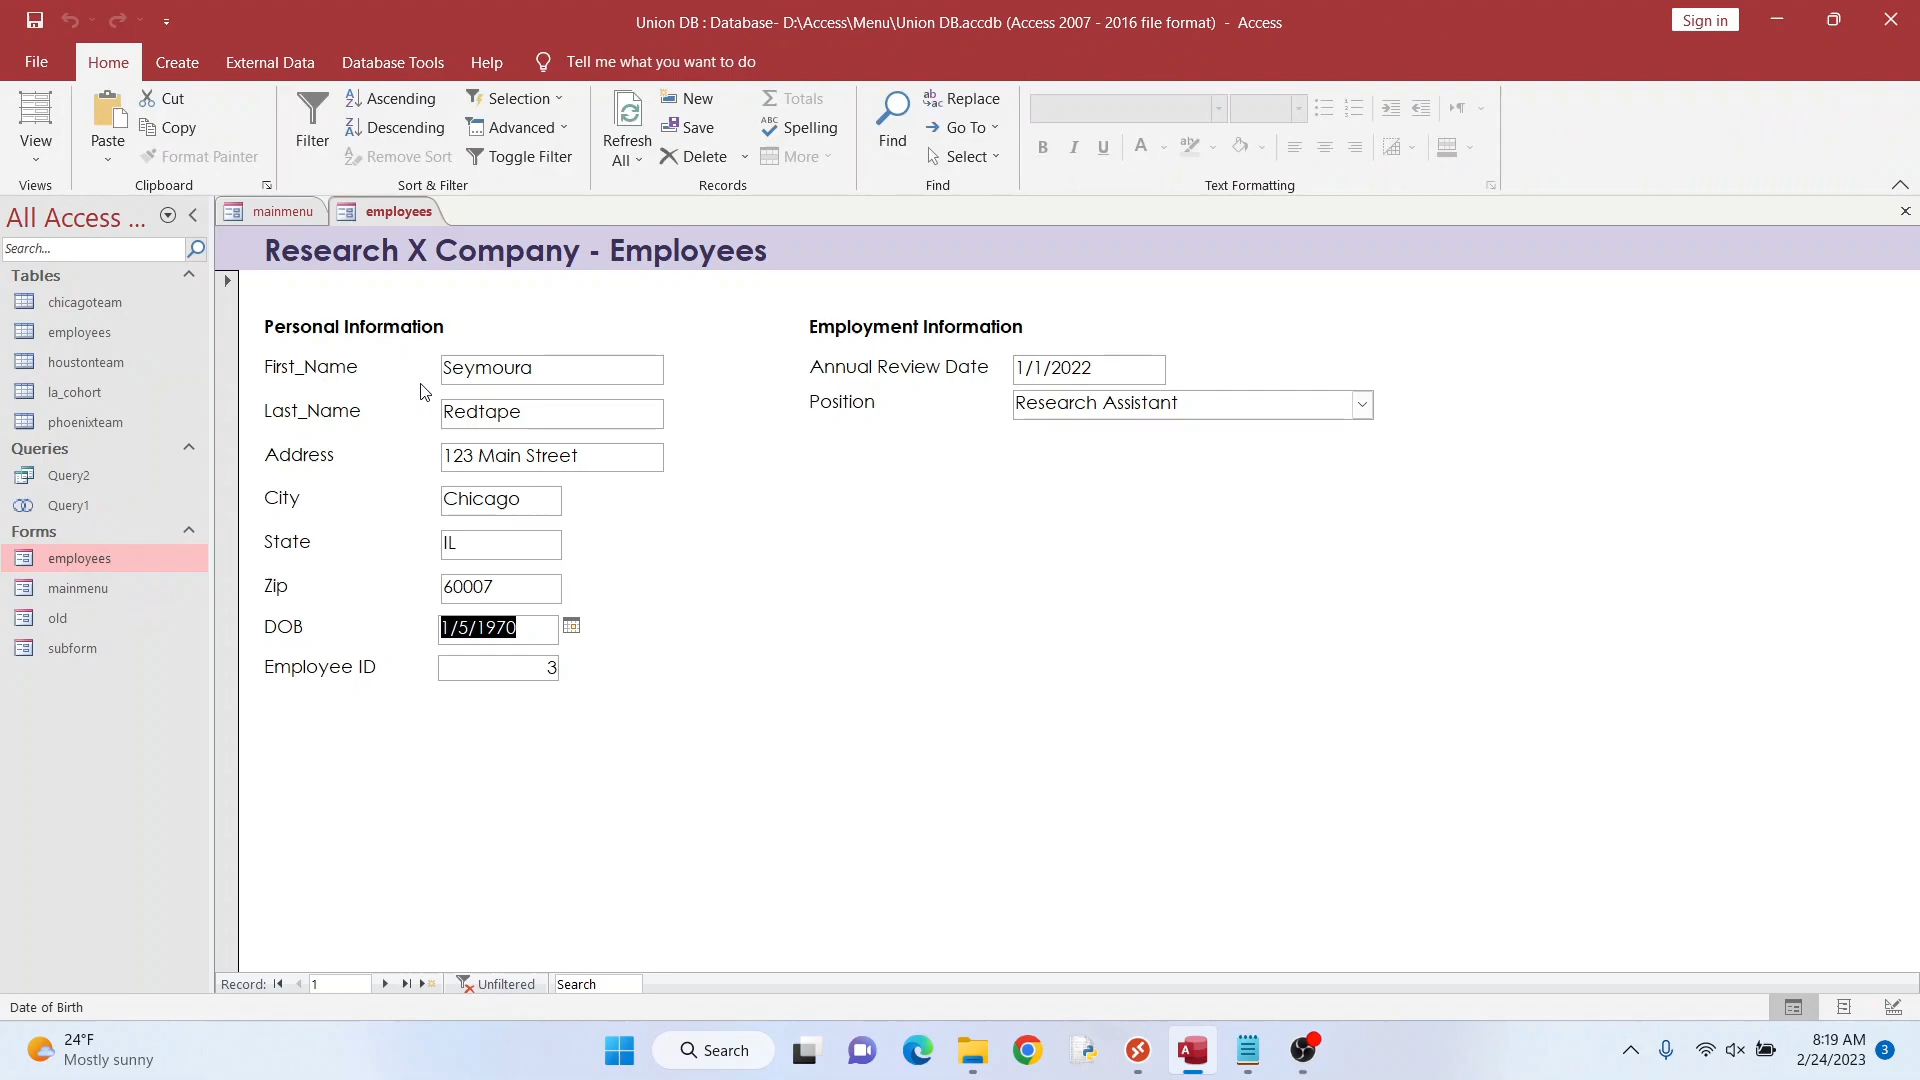 Union DB : Database- D:\Access\Menu\Union DB.accdb (Access 2007 - 2016 file format) - Access
Sign in
File Home Create External Data Database Tools Help Tell me what you want to do
View
Views
Paste
Cut
Copy
Format Painter
Clipboard
Filter
Ascending
Descending
Remove Sort
Selection
Advanced
Toggle Filter
Sort & Filter
Refresh
All
New
Save
Delete
Totals
Spelling
More
Records
Find
Replace
Go To
Select
Find
B I U A
Text Formatting
All Access ...
Search...
Tables
chicagoteam
employees
houstonteam
la_cohort
phoenixteam
Queries
Query2
Query1
Forms
employees
mainmenu
old
subform
mainmenu employees
Research X Company - Employees
Personal Information
First_Name Seymoura
Last_Name Redtape
Address 123 Main Street
City Chicago
State IL
Zip 60007
DOB 1/5/1970
Employee ID 3
Employment Information
Annual Review Date 1/1/2022
Position Research Assistant
Record: 1 Unfiltered Search
Date of Birth
24°F
Mostly sunny
Search
8:19 AM
2/24/2023
3